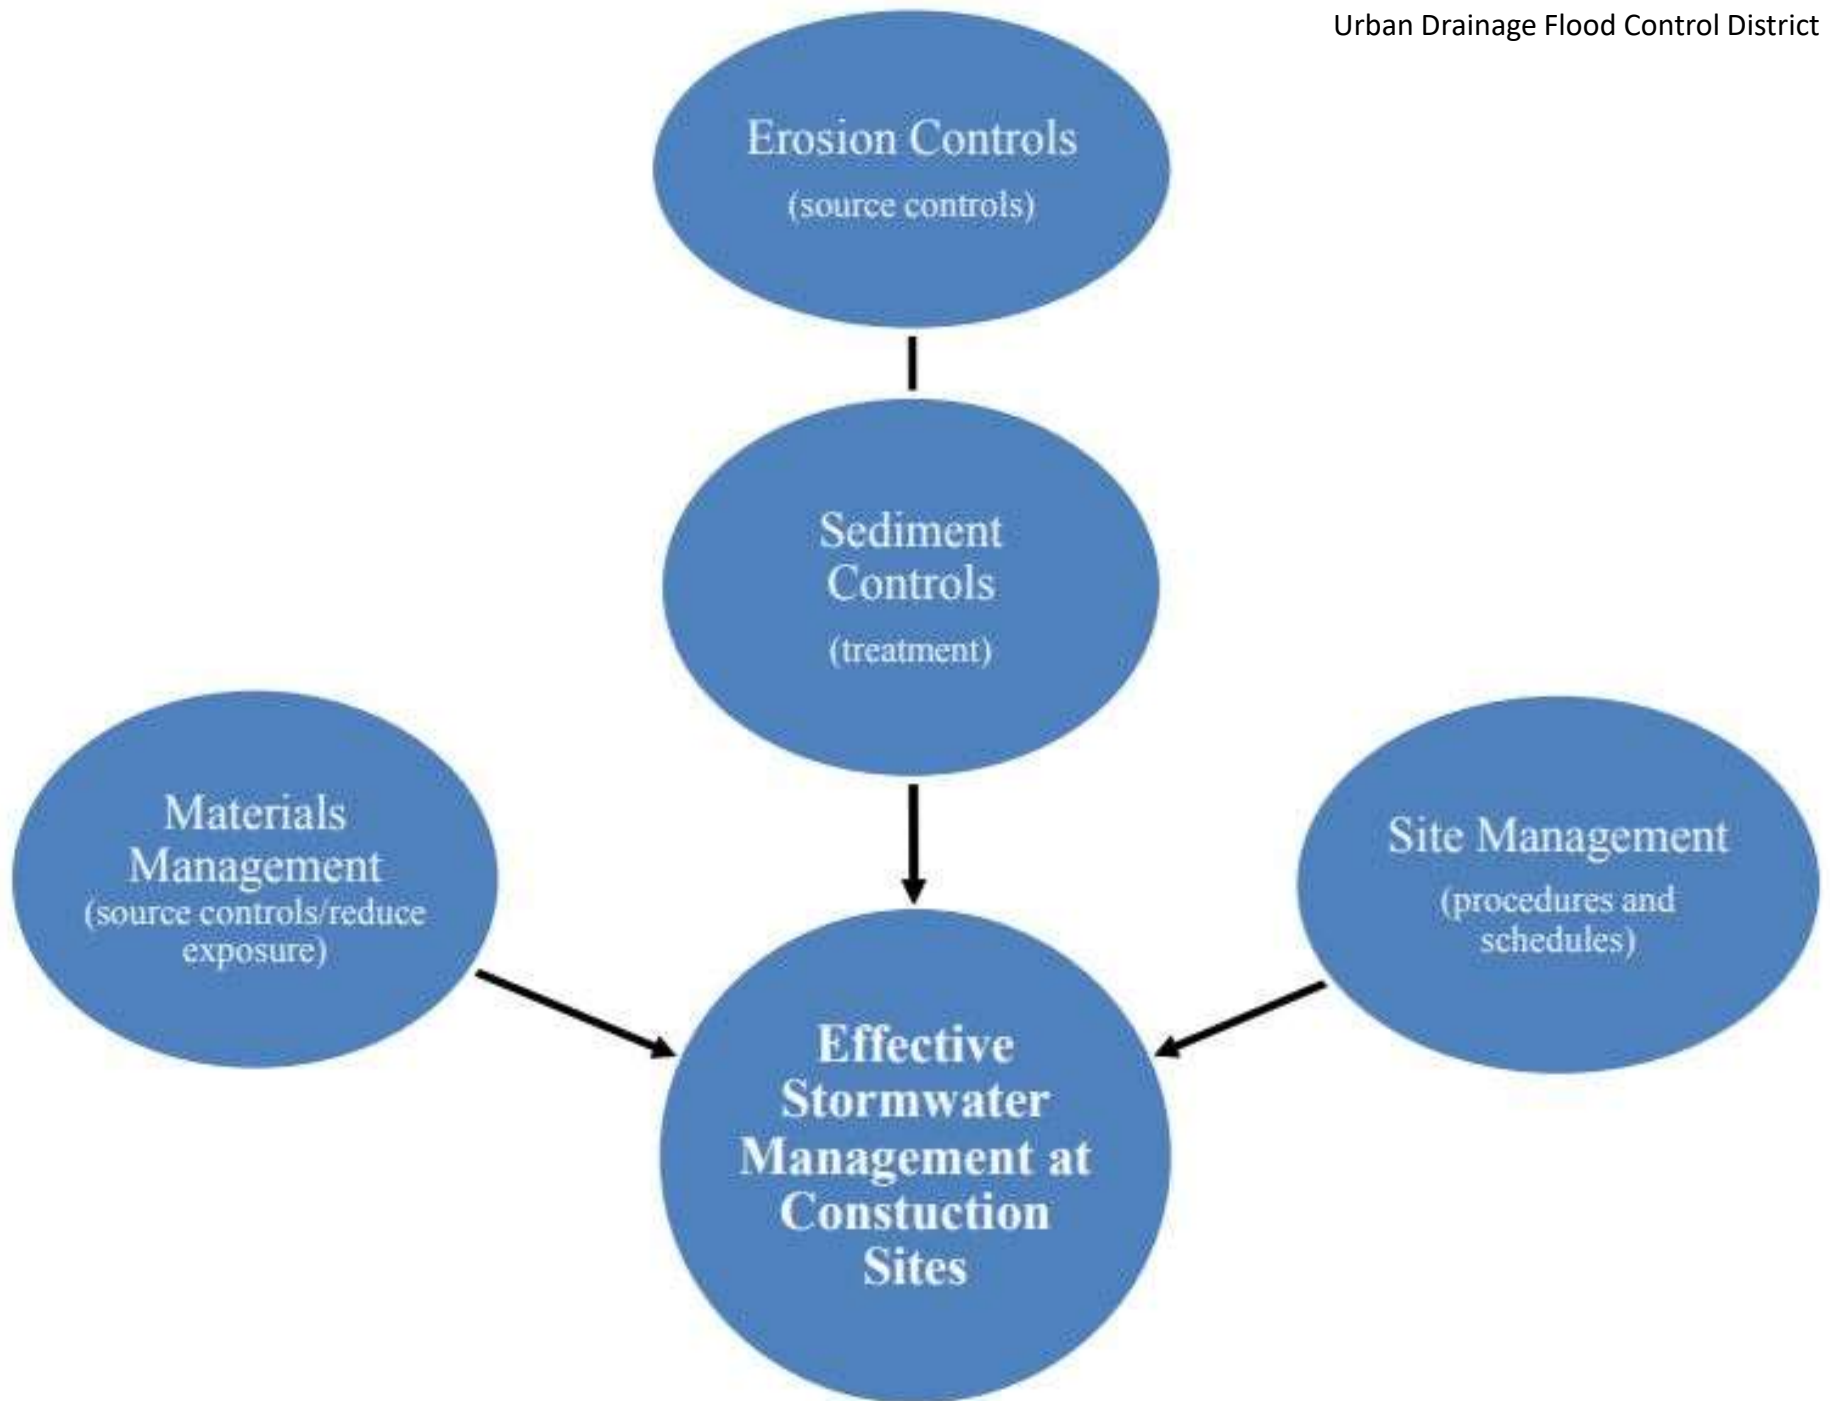 Urban Drainage Flood Control District
Erosion Controls
(source controls)
Sediment
Controls
(treatment)
Materials
Management
(source controls/reduce
exposure)
Site Management
(procedures and
schedules)
Effective
Stormwater
Management at
Constuction
Sites